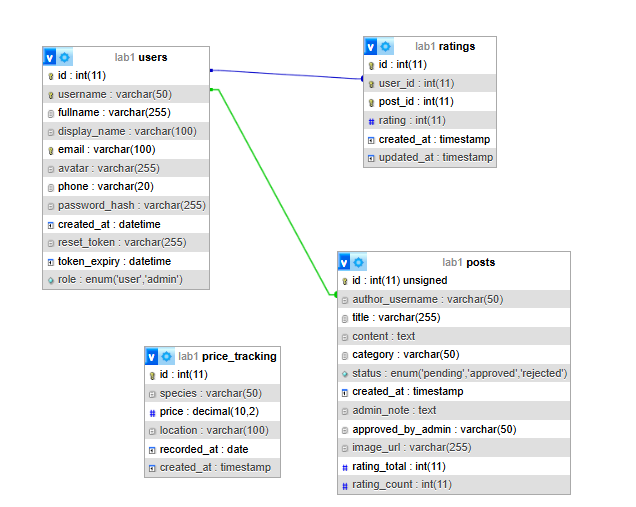 lab1 users
id : int(11)
username : varchar(50)
fullname : varchar(255)
display_name : varchar(100)
email : varchar(100)
avatar : varchar(255)
phone : varchar(20)
password_hash : varchar(255)
created_at : datetime
reset_token : varchar(255)
token_expiry : datetime
role : enum('user','admin')
lab1 ratings
id : int(11)
user_id : int(11)
post_id : int(11)
rating : int(11)
created_at : timestamp
updated_at : timestamp
lab1 posts
id : int(11) unsigned
author_username : varchar(50)
title : varchar(255)
content : text
category : varchar(50)
status : enum('pending','approved','rejected')
created_at : timestamp
admin_note : text
approved_by_admin : varchar(50)
image_url : varchar(255)
rating_total : int(11)
rating_count : int(11)
lab1 price_tracking
id : int(11)
species : varchar(50)
price : decimal(10,2)
location : varchar(100)
recorded_at : date
created_at : timestamp